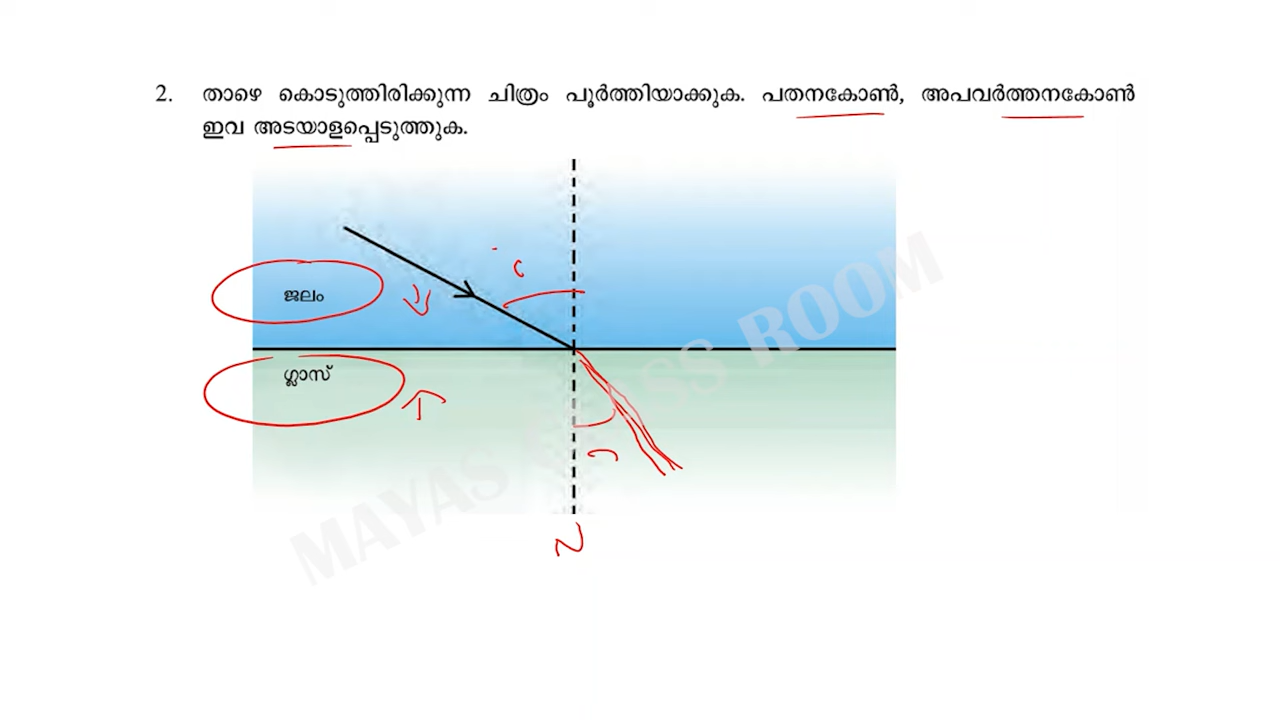 2. താഴെ കൊടുത്തിരിക്കുന്ന ചിത്രം പൂർത്തിയാക്കുക. പതനകോൺ, അപവർത്തനകോൺ
ഇവ അടയാളപ്പെടുത്തുക.
i
ജലം
ഗ്ലാസ്
r
N
MAYAS CLASS ROOM